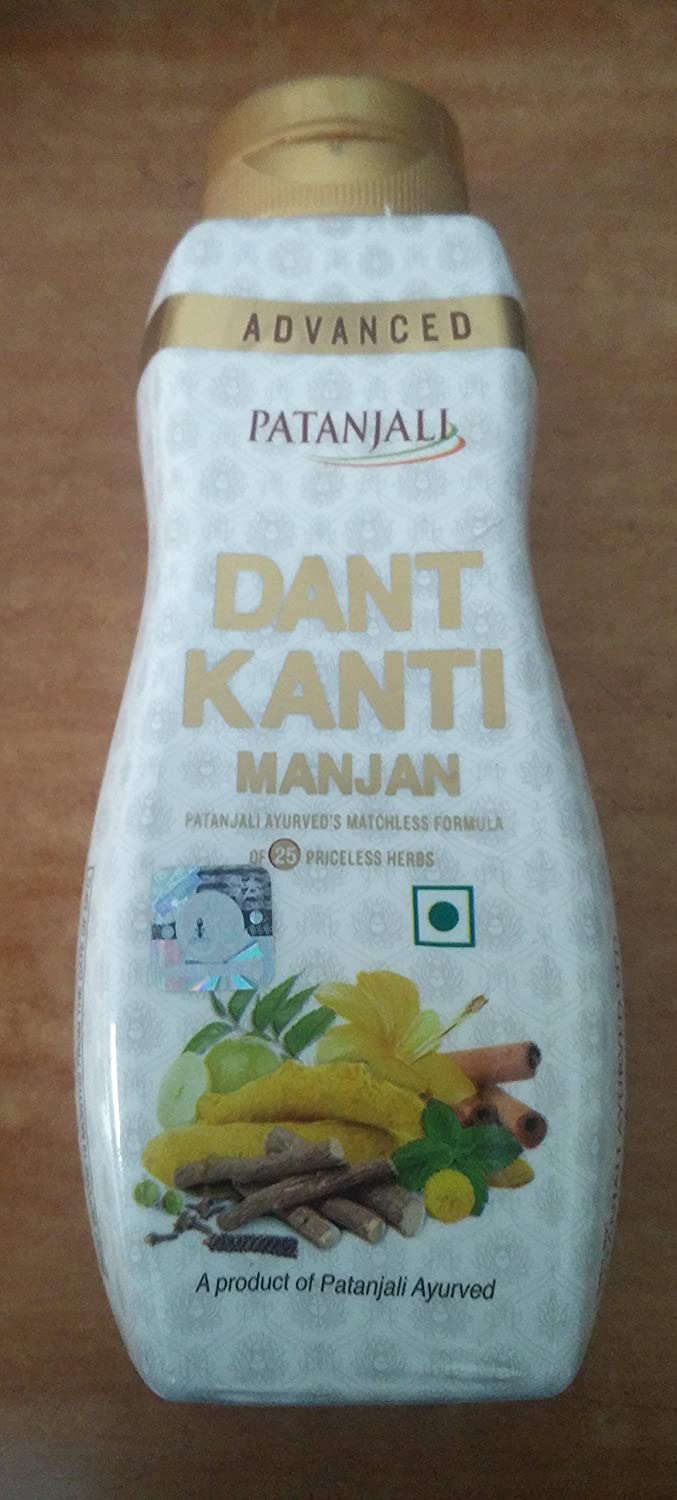 ADVANCED
PATANJALI
DANT
KANTI
MANJAN
PATANJALI AYURVED'S MATCHLESS FORMULA
OF 25 PRICELESS HERBS
A product of Patanjali Ayurved